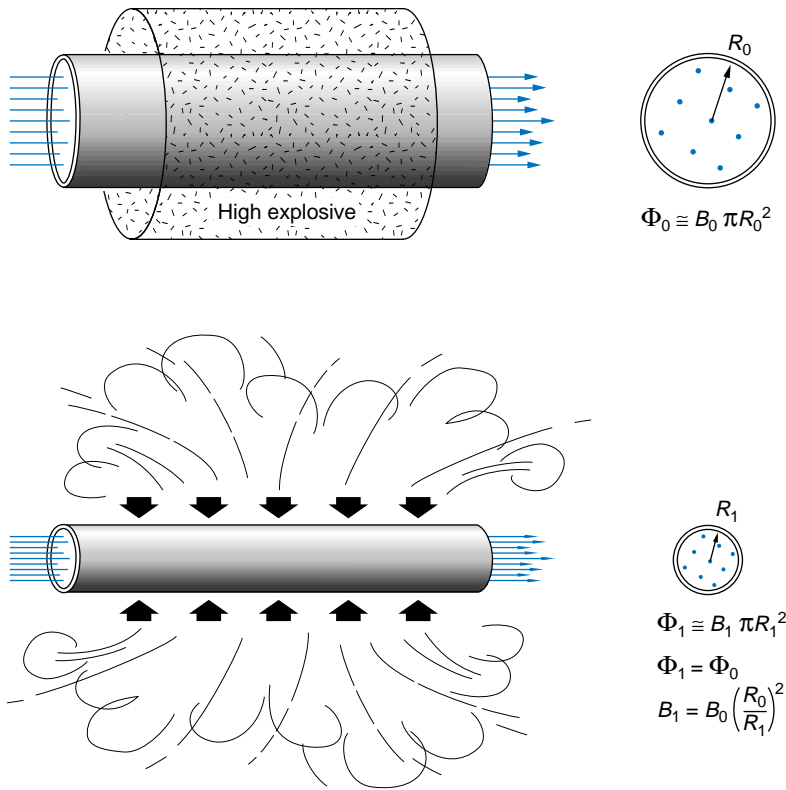 R₀
High explosive
Φ₀ ≅ B₀ πR₀²
R₁
Φ₁ ≅ B₁ πR₁²
Φ₁ = Φ₀
B₁ = B₀ (R₀/R₁)²